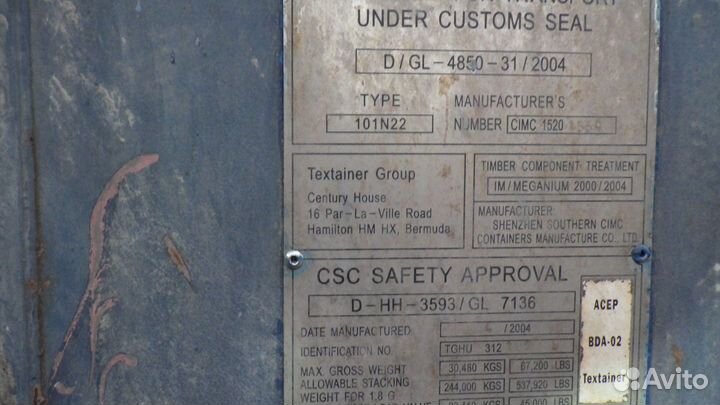 UNDER CUSTOMS SEAL
D/GL-4850-31/2004
TYPE
101N22
MANUFACTURER'S
NUMBER CIMC 1520
Textainer Group
Century House
16 Par-La-Ville Road
Hamilton HM HX, Bermuda
TIMBER COMPONENT TREATMENT
IM/MEGANIUM 2000/2004
MANUFACTURER:
SHENZHEN SOUTHERN CIMC
CONTAINERS MANUFACTURE CO., LTD
CSC SAFETY APPROVAL
D-HH-3593/GL 7136
DATE MANUFACTURED /2004
IDENTIFICATION NO. TGHU 312
MAX. GROSS WEIGHT 30,480 KGS 67,200 LBS
ALLOWABLE STACKING
WEIGHT FOR 1.8 G 244,000 KGS 537,920 LBS
45,000 LBS
ACEP
BDA-02
Textainer
Avito